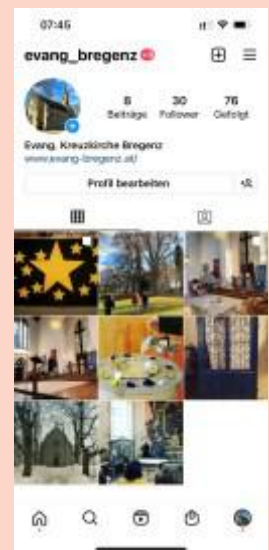 07:45
evang_bregenz
8 30 76
Beiträge Follower Gefolgt
Evang. Kreuzkirche Bregenz
www.evang-bregenz.at/
Profil bearbeiten